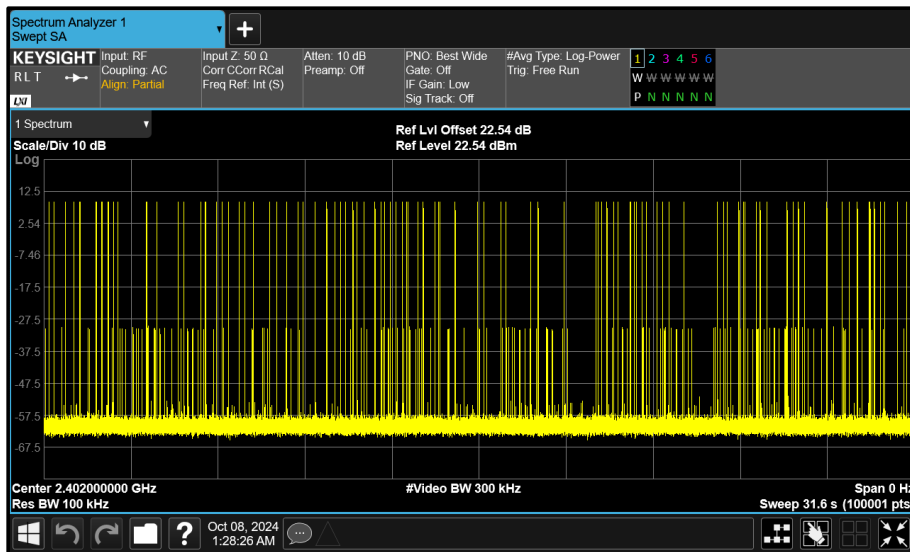 Spectrum Analyzer 1
Swept SA
KEYSIGHT
RLT
LXI
Input: RF
Coupling: AC
Align: Partial
Input Z: 50 Ω
Corr CCorr RCal
Freq Ref: Int (S)
Atten: 10 dB
Preamp: Off
PNO: Best Wide
Gate: Off
IF Gain: Low
Sig Track: Off
#Avg Type: Log-Power
Trig: Free Run
1 2 3 4 5 6
W W W W W W
P N N N N N
1 Spectrum
Scale/Div 10 dB
Ref Lvl Offset 22.54 dB
Ref Level 22.54 dBm
Log
12.5
2.54
-7.46
-17.5
-27.5
-37.5
-47.5
-57.5
-67.5
Center 2.402000000 GHz
#Video BW 300 kHz
Span 0 Hz
Res BW 100 kHz
Sweep 31.6 s (100001 pts
?
Oct 08, 2024
1:28:26 AM